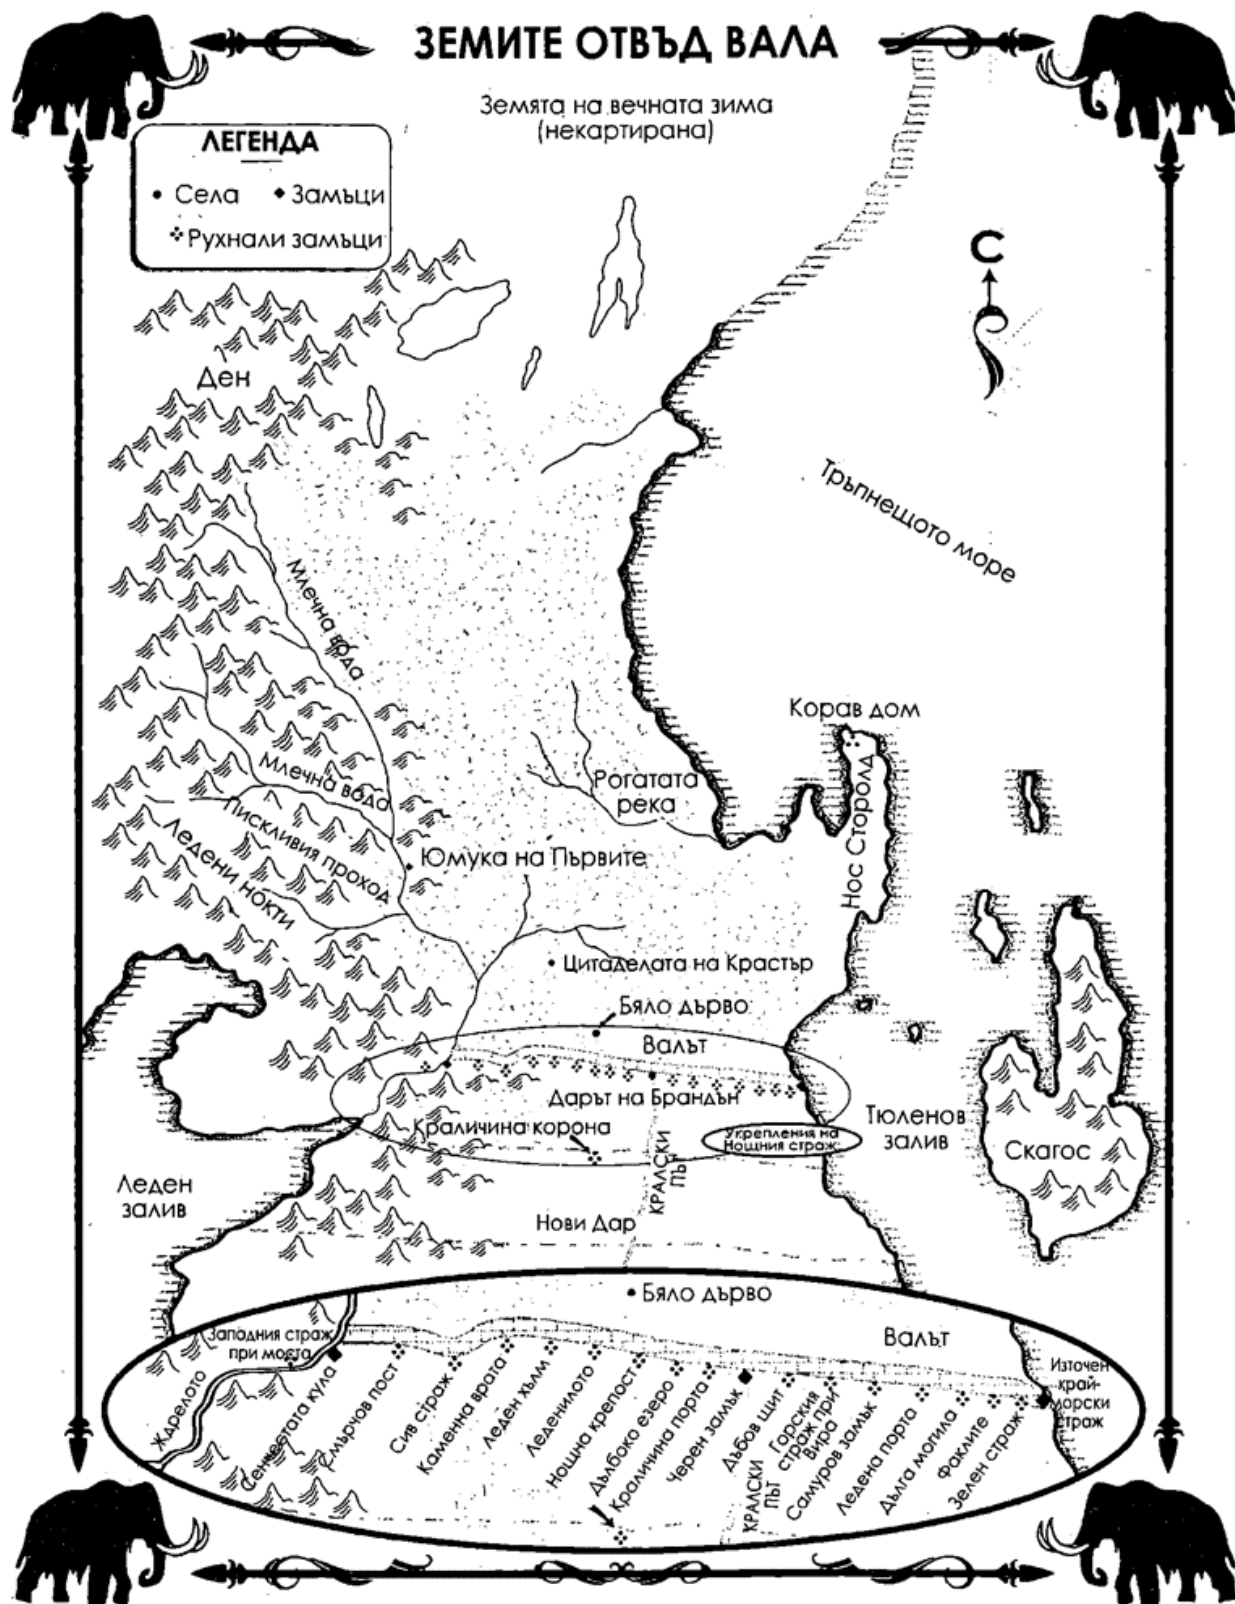 ЗЕМИТЕ ОТВЪД ВАЛА
Земята на вечната зима
(некартирана)
ЛЕГЕНДА
Села
Замъци
Рухнали замъци
С
Ден
Тръпнещото море
Млечна вода
Корав дом
Млечна вода
Рогатата
река
Нос Сторолд
Пискливия проход
Ледени нокти
Юмука на Първите
Цитаделата на Крастър
Бяло дърво
Валът
Дарът на Брандън
Краличина корона
Укрепления на
Нощния страж
КРАЛСКИ
ПЪТ
Тюленов
залив
Скагос
Леден
залив
Нови Дар
Бяло дърво
Валът
Западния страж
при моста
Ждрелото
Сенчестата кула
Смърчов пост
Сив страж
Каменна врата
Леден хълм
Леденилото
Нощна крепост
Дълбоко езеро
Краличина порта
Черен замък
Дъбов щит
Горския
страж при
Вира
Самуров замък
Ледена порта
Дълга могила
Факлите
Зелен страж
Източен
край-
морски
страж
КРАЛСКИ
ПЪТ